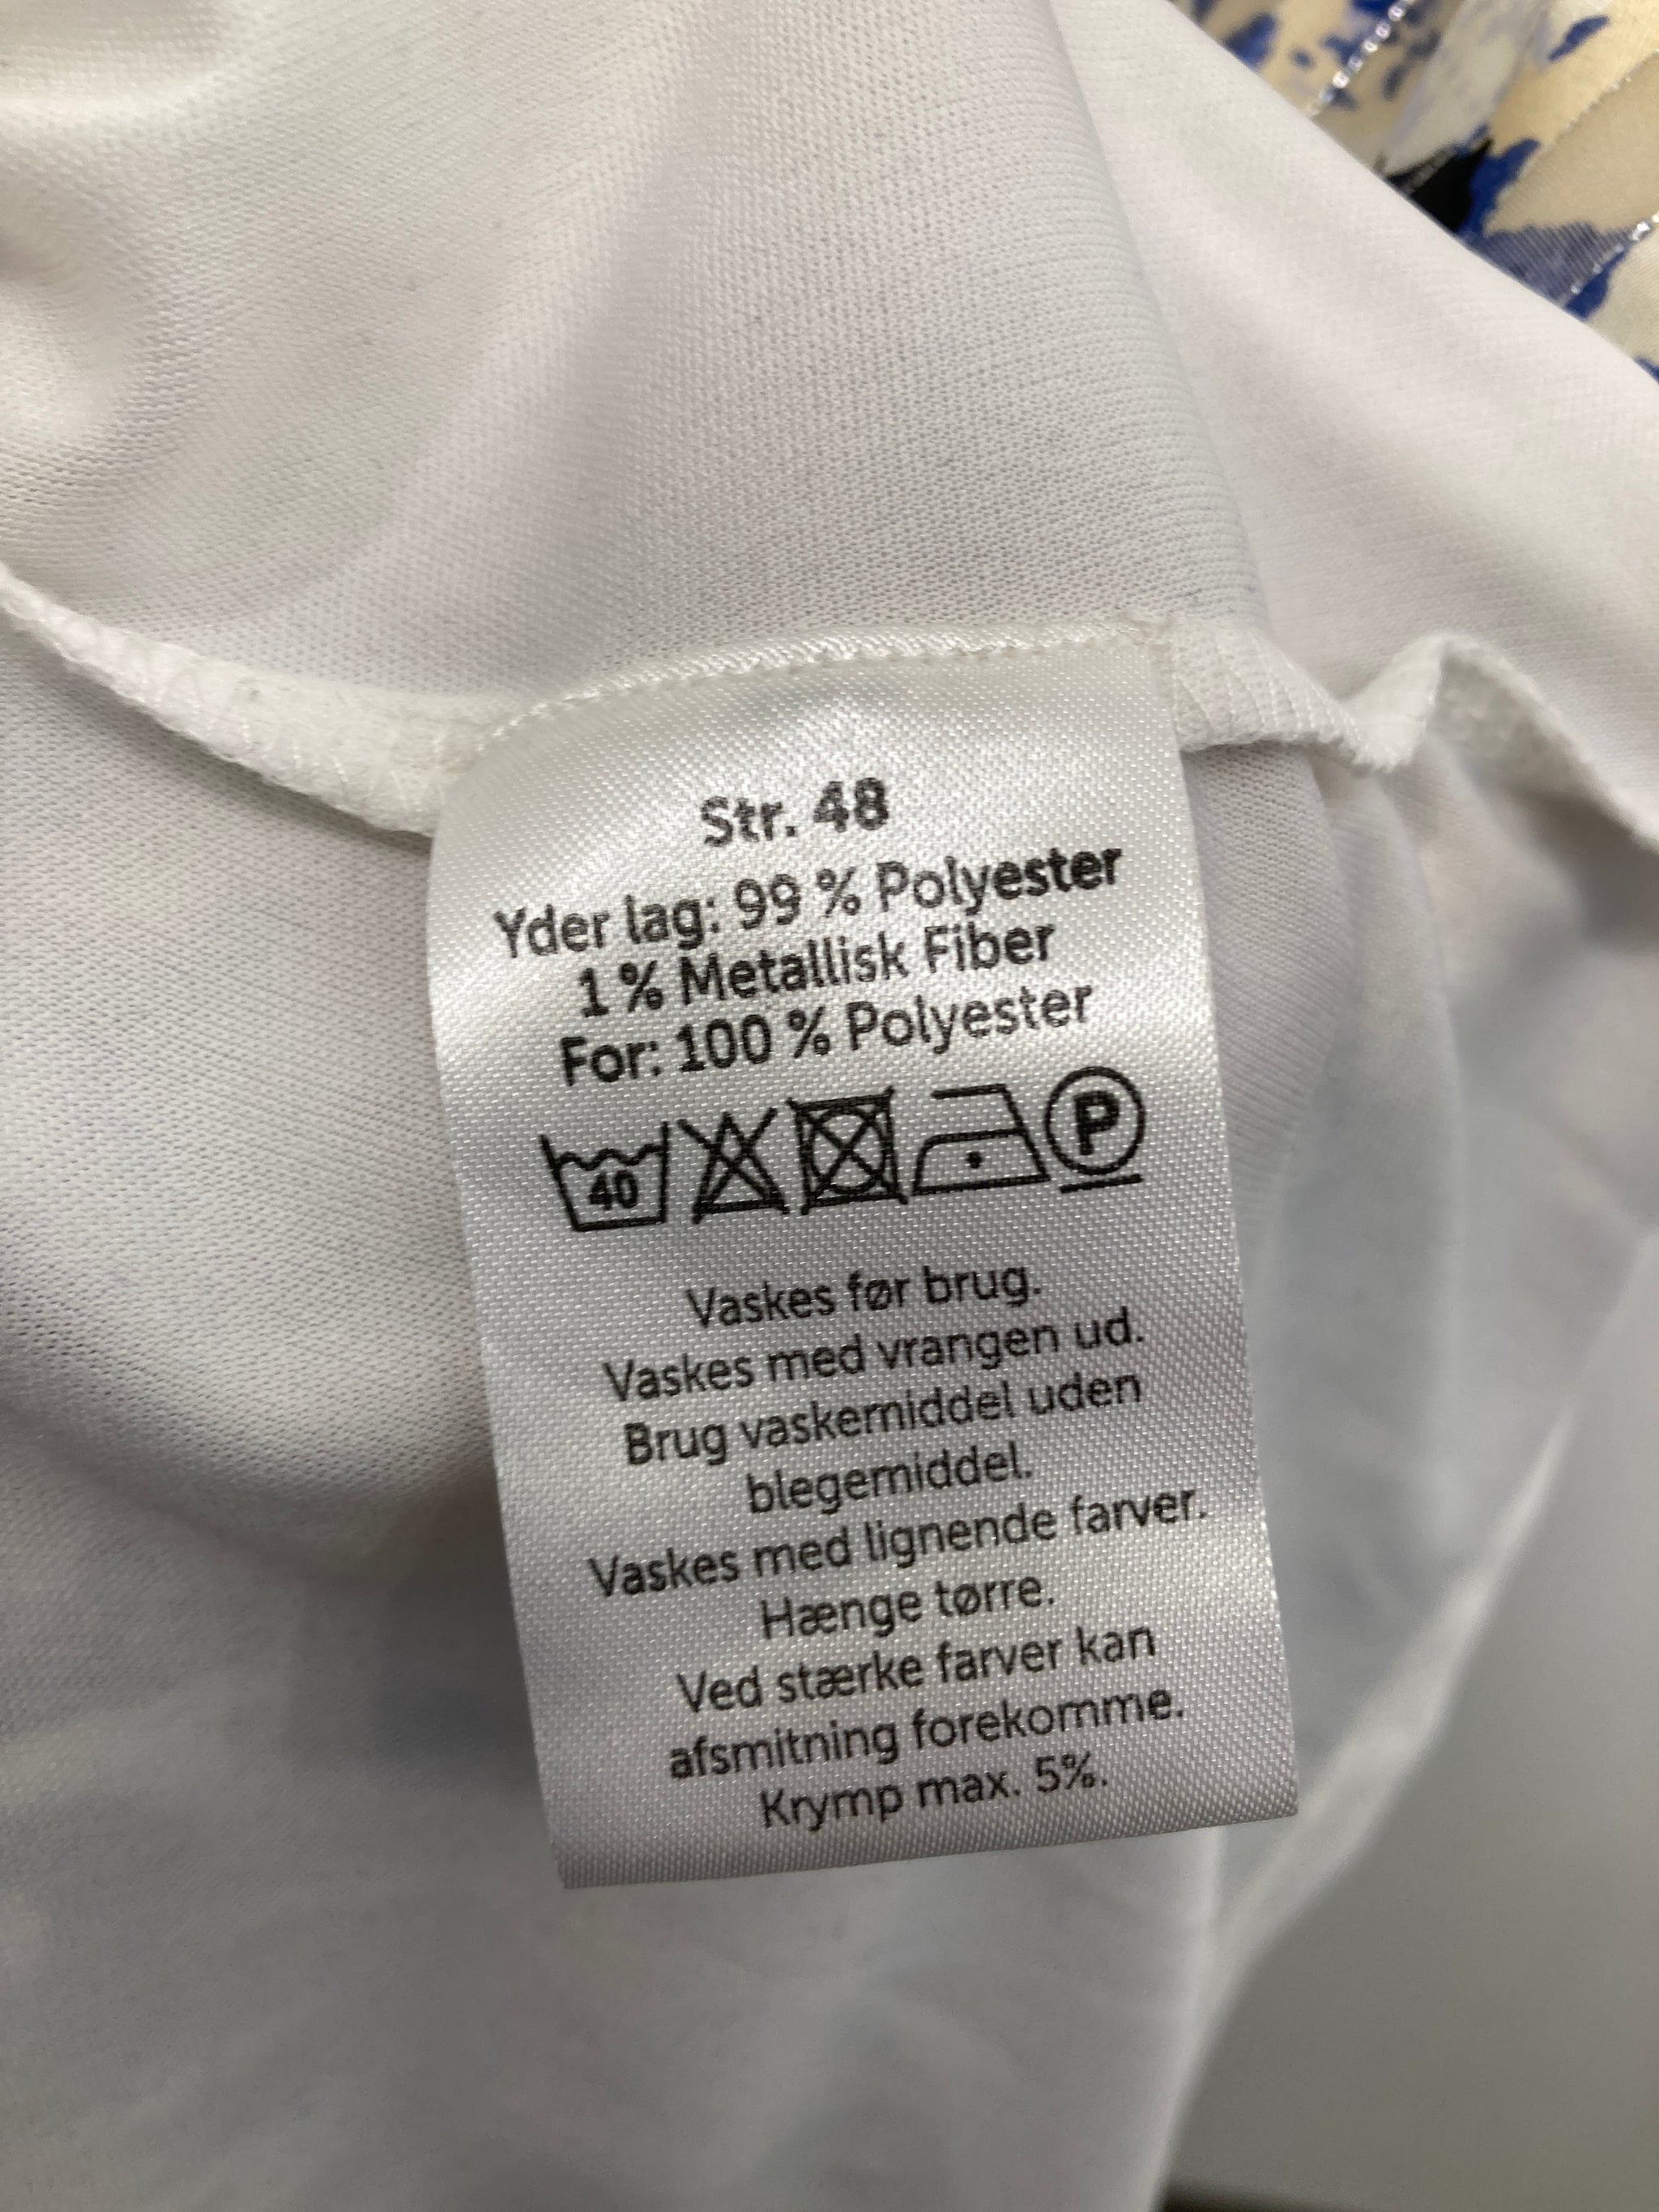 Str. 48
Yder lag: 99 % Polyester
1 % Metallisk Fiber
For: 100 % Polyester
40 P
Vaskes før brug.
Vaskes med vrangen ud.
Brug vaskemiddel uden
blegemiddel.
Vaskes med lignende farver.
Hænge tørre.
Ved stærke farver kan
afsmitning forekomme.
Krymp max. 5%.